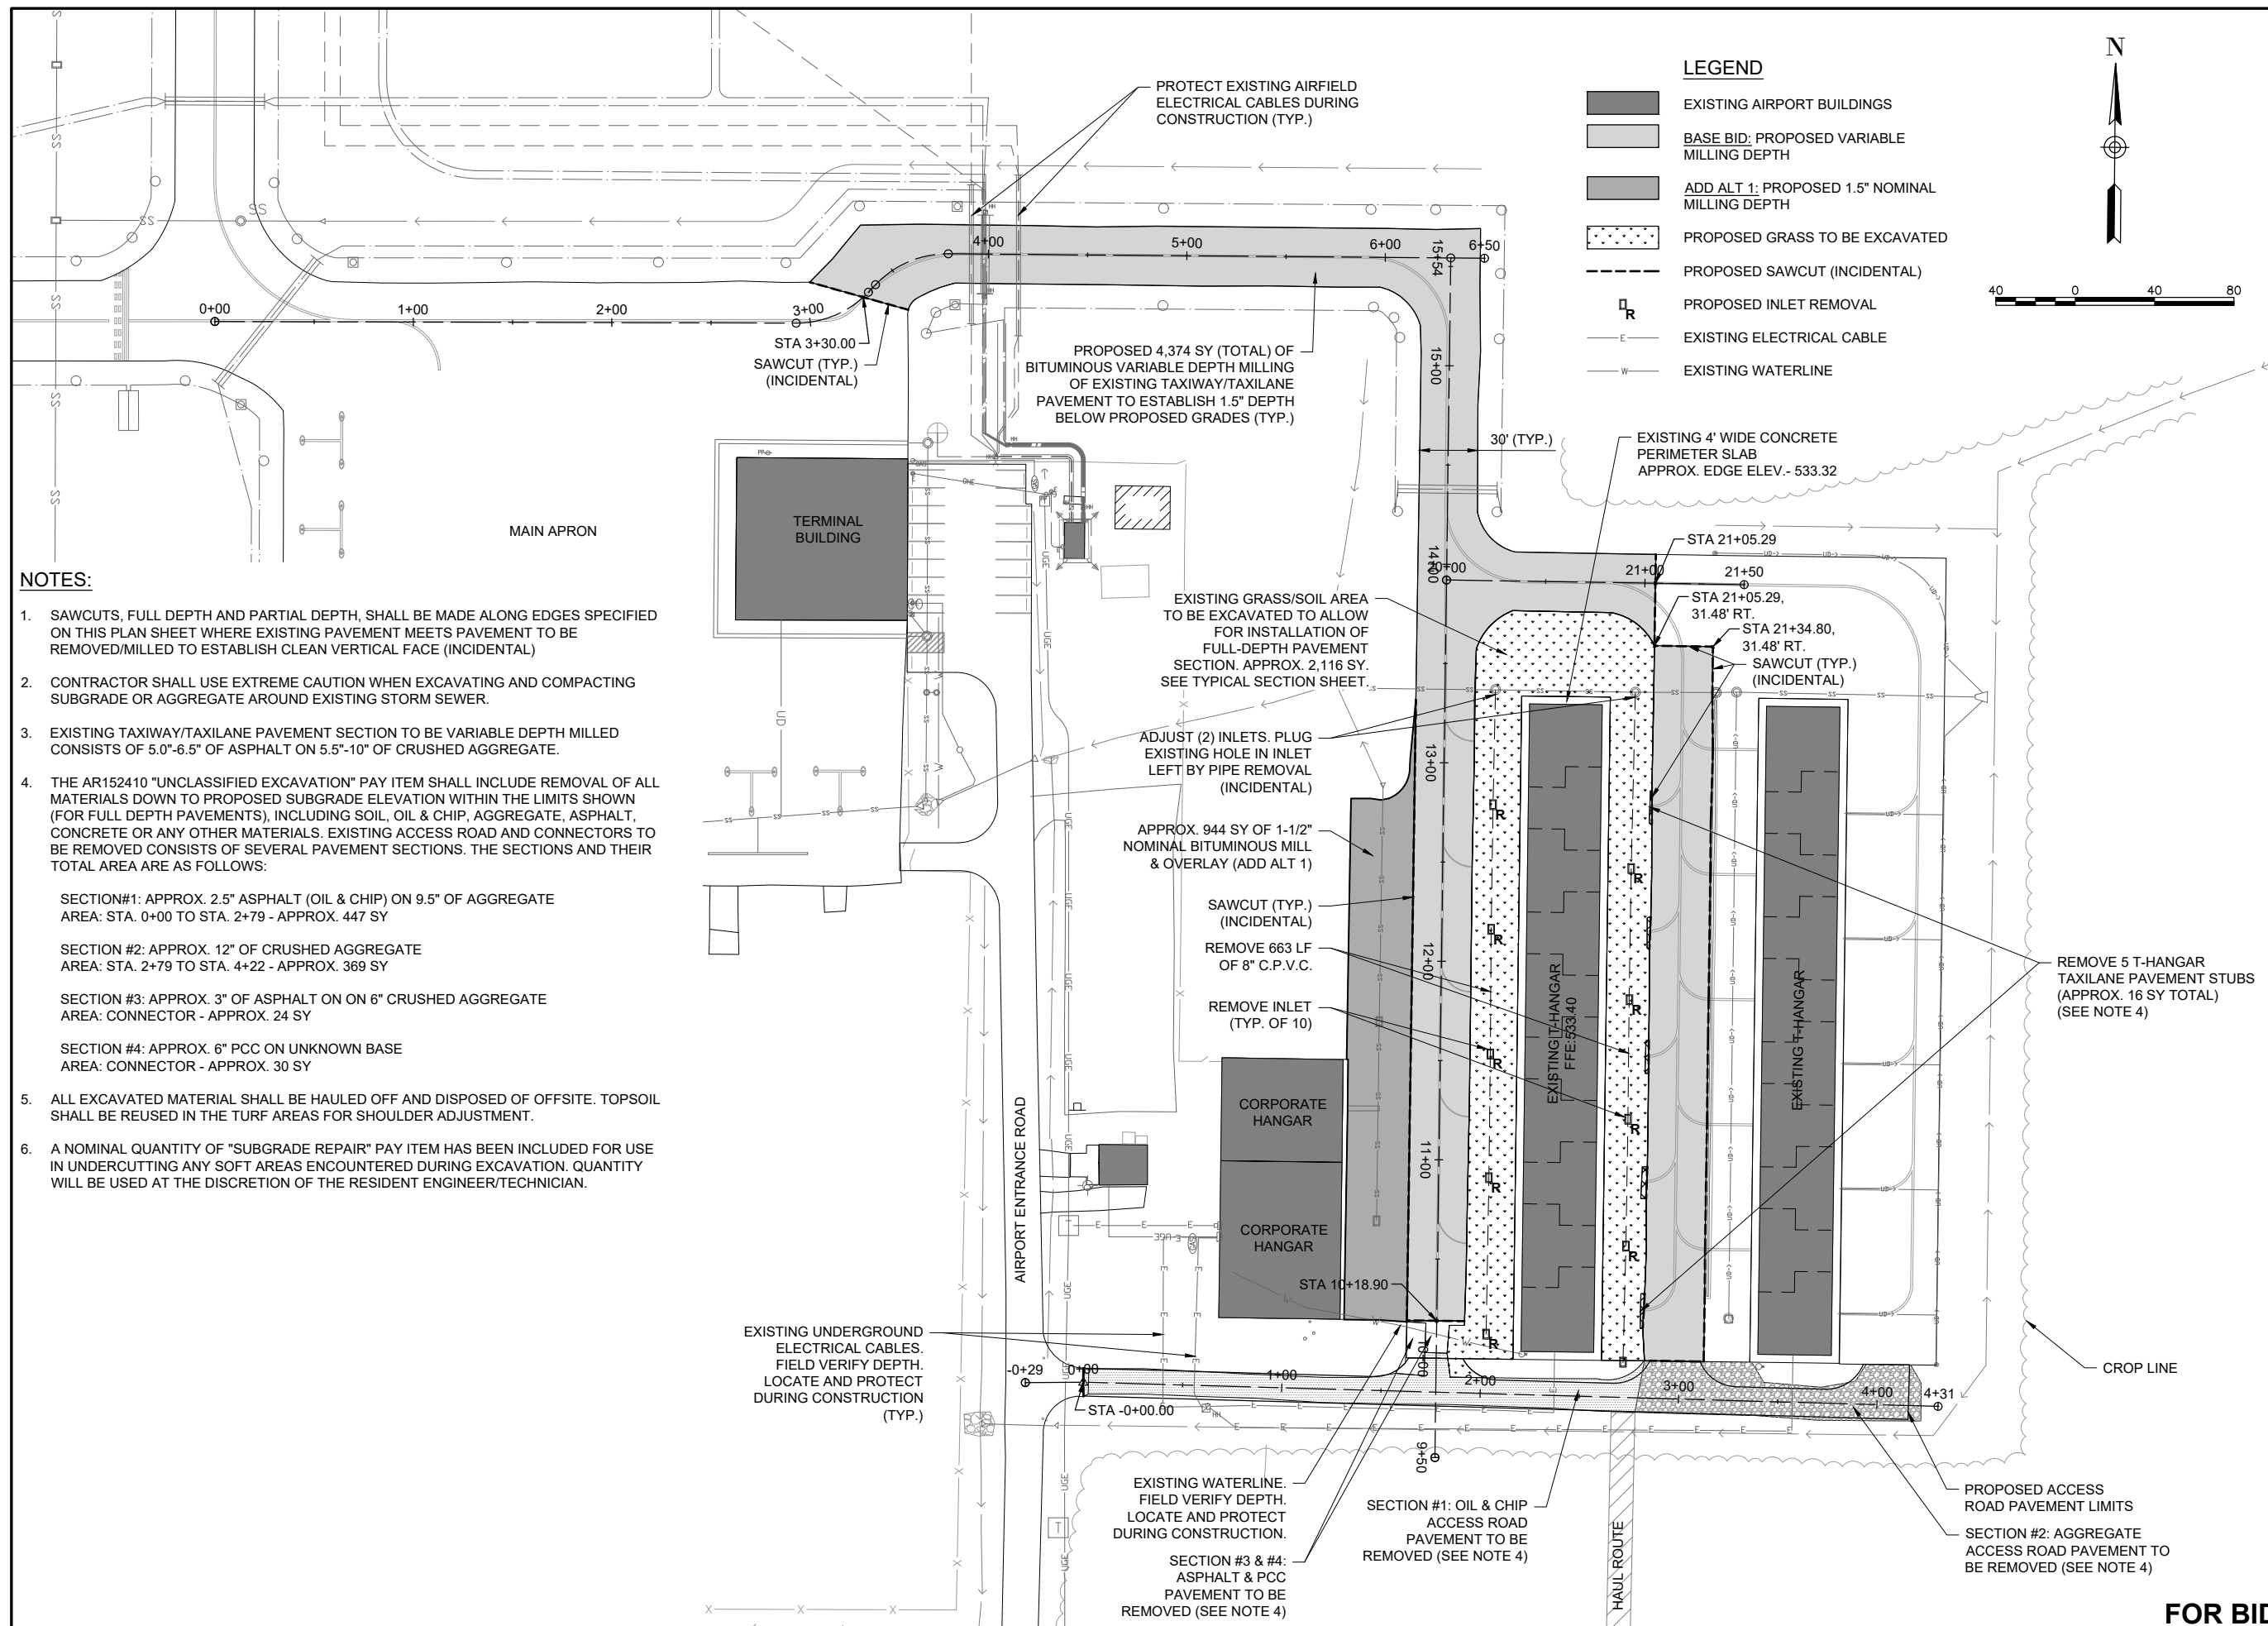 LEGEND
EXISTING AIRPORT BUILDINGS
BASE BID: PROPOSED VARIABLE
MILLING DEPTH
ADD ALT 1: PROPOSED 1.5" NOMINAL
MILLING DEPTH
PROPOSED GRASS TO BE EXCAVATED
PROPOSED SAWCUT (INCIDENTAL)
R
PROPOSED INLET REMOVAL
E
EXISTING ELECTRICAL CABLE
W
EXISTING WATERLINE
N
40 0 40 80
PROTECT EXISTING AIRFIELD
ELECTRICAL CABLES DURING
CONSTRUCTION (TYP.)
0+00
1+00
2+00
3+00
4+00
5+00
6+00
6+50
15+54
STA 3+30.00
SAWCUT (TYP.)
(INCIDENTAL)
PROPOSED 4,374 SY (TOTAL) OF
BITUMINOUS VARIABLE DEPTH MILLING
OF EXISTING TAXIWAY/TAXILANE
PAVEMENT TO ESTABLISH 1.5" DEPTH
BELOW PROPOSED GRADES (TYP.)
15+00
30' (TYP.)
EXISTING 4' WIDE CONCRETE
PERIMETER SLAB
APPROX. EDGE ELEV.- 533.32
TERMINAL
BUILDING
MAIN APRON
STA 21+05.29
14+00
20+00
21+00
21+50
STA 21+05.29,
31.48' RT.
STA 21+34.80,
31.48' RT.
SAWCUT (TYP.)
(INCIDENTAL)
EXISTING GRASS/SOIL AREA
TO BE EXCAVATED TO ALLOW
FOR INSTALLATION OF
FULL-DEPTH PAVEMENT
SECTION. APPROX. 2,116 SY.
SEE TYPICAL SECTION SHEET.
ADJUST (2) INLETS. PLUG
EXISTING HOLE IN INLET
LEFT BY PIPE REMOVAL
(INCIDENTAL)
13+00
APPROX. 944 SY OF 1-1/2"
NOMINAL BITUMINOUS MILL
& OVERLAY (ADD ALT 1)
SAWCUT (TYP.)
(INCIDENTAL)
12+00
REMOVE 663 LF
OF 8" C.P.V.C.
REMOVE INLET
(TYP. OF 10)
11+00
EXISTING T-HANGAR
FFE:533.40
EXISTING T-HANGAR
REMOVE 5 T-HANGAR
TAXILANE PAVEMENT STUBS
(APPROX. 16 SY TOTAL)
(SEE NOTE 4)
CORPORATE
HANGAR
CORPORATE
HANGAR
AIRPORT ENTRANCE ROAD
STA 10+18.90
10+00
EXISTING UNDERGROUND
ELECTRICAL CABLES.
FIELD VERIFY DEPTH.
LOCATE AND PROTECT
DURING CONSTRUCTION
(TYP.)
-0+29
0+00
1+00
2+00
3+00
4+00
4+31
STA -0+00.00
9+50
CROP LINE
EXISTING WATERLINE.
FIELD VERIFY DEPTH.
LOCATE AND PROTECT
DURING CONSTRUCTION.
SECTION #3 & #4:
ASPHALT & PCC
PAVEMENT TO BE
REMOVED (SEE NOTE 4)
SECTION #1: OIL & CHIP
ACCESS ROAD
PAVEMENT TO BE
REMOVED (SEE NOTE 4)
HAUL ROUTE
PROPOSED ACCESS
ROAD PAVEMENT LIMITS
SECTION #2: AGGREGATE
ACCESS ROAD PAVEMENT TO
BE REMOVED (SEE NOTE 4)
NOTES:
1. SAWCUTS, FULL DEPTH AND PARTIAL DEPTH, SHALL BE MADE ALONG EDGES SPECIFIED
ON THIS PLAN SHEET WHERE EXISTING PAVEMENT MEETS PAVEMENT TO BE
REMOVED/MILLED TO ESTABLISH CLEAN VERTICAL FACE (INCIDENTAL)
2. CONTRACTOR SHALL USE EXTREME CAUTION WHEN EXCAVATING AND COMPACTING
SUBGRADE OR AGGREGATE AROUND EXISTING STORM SEWER.
3. EXISTING TAXIWAY/TAXILANE PAVEMENT SECTION TO BE VARIABLE DEPTH MILLED
CONSISTS OF 5.0"-6.5" OF ASPHALT ON 5.5"-10" OF CRUSHED AGGREGATE.
4. THE AR152410 "UNCLASSIFIED EXCAVATION" PAY ITEM SHALL INCLUDE REMOVAL OF ALL
MATERIALS DOWN TO PROPOSED SUBGRADE ELEVATION WITHIN THE LIMITS SHOWN
(FOR FULL DEPTH PAVEMENTS), INCLUDING SOIL, OIL & CHIP, AGGREGATE, ASPHALT,
CONCRETE OR ANY OTHER MATERIALS. EXISTING ACCESS ROAD AND CONNECTORS TO
BE REMOVED CONSISTS OF SEVERAL PAVEMENT SECTIONS. THE SECTIONS AND THEIR
TOTAL AREA ARE AS FOLLOWS:
SECTION#1: APPROX. 2.5" ASPHALT (OIL & CHIP) ON 9.5" OF AGGREGATE
AREA: STA. 0+00 TO STA. 2+79 - APPROX. 447 SY
SECTION #2: APPROX. 12" OF CRUSHED AGGREGATE
AREA: STA. 2+79 TO STA. 4+22 - APPROX. 369 SY
SECTION #3: APPROX. 3" OF ASPHALT ON ON 6" CRUSHED AGGREGATE
AREA: CONNECTOR - APPROX. 24 SY
SECTION #4: APPROX. 6" PCC ON UNKNOWN BASE
AREA: CONNECTOR - APPROX. 30 SY
5. ALL EXCAVATED MATERIAL SHALL BE HAULED OFF AND DISPOSED OF OFFSITE. TOPSOIL
SHALL BE REUSED IN THE TURF AREAS FOR SHOULDER ADJUSTMENT.
6. A NOMINAL QUANTITY OF "SUBGRADE REPAIR" PAY ITEM HAS BEEN INCLUDED FOR USE
IN UNDERCUTTING ANY SOFT AREAS ENCOUNTERED DURING EXCAVATION. QUANTITY
WILL BE USED AT THE DISCRETION OF THE RESIDENT ENGINEER/TECHNICIAN.
FOR BID